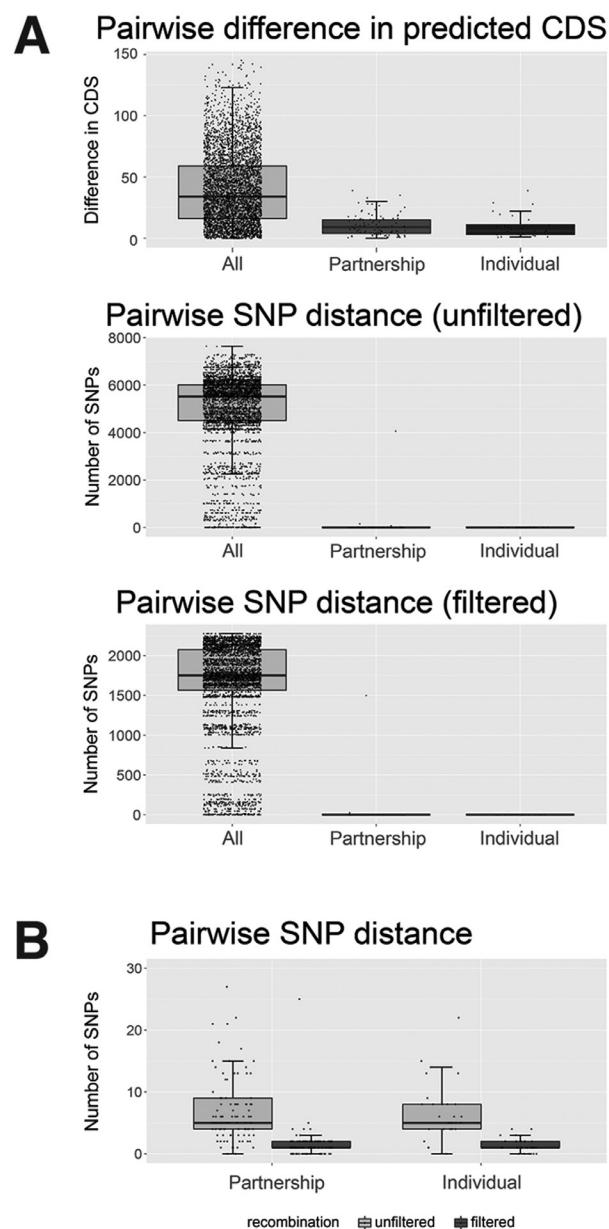 A
Pairwise difference in predicted CDS
Difference in CDS
150
100
50
0
All Partnership Individual
Pairwise SNP distance (unfiltered)
Number of SNPs
8000
6000
4000
2000
0
All Partnership Individual
Pairwise SNP distance (filtered)
Number of SNPs
2000
1500
1000
500
0
All Partnership Individual
B
Pairwise SNP distance
Number of SNPs
30
20
10
0
Partnership Individual
recombination unfiltered filtered